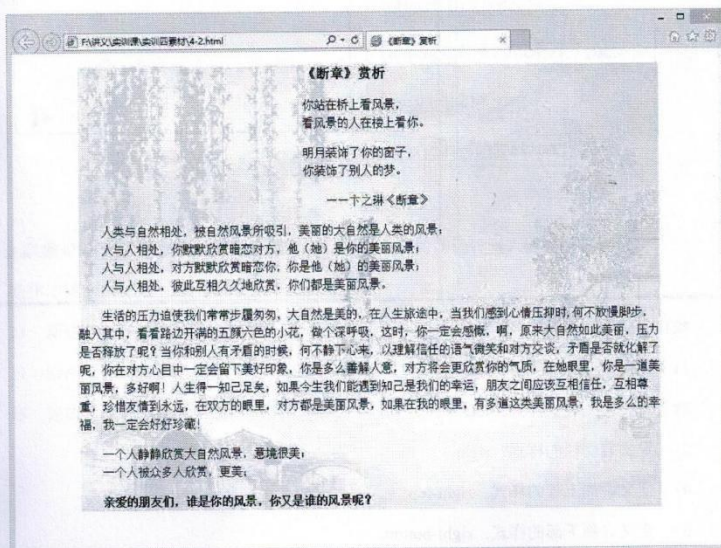 F:\讲义\实训课\实训四素材\4-2.html
《断章》赏析
《断章》赏析
你站在桥上看风景，
看风景的人在楼上看你。
明月装饰了你的窗子，
你装饰了别人的梦。
——卞之琳《断章》
人类与自然相处，被自然风景所吸引，美丽的大自然是人类的风景；
人与人相处，你默默欣赏暗恋对方，他（她）是你的美丽风景；
人与人相处，对方默默欣赏暗恋你，你是他（她）的美丽风景；
人与人相处，彼此互相久久地欣赏，你们都是美丽风景。
生活的压力迫使我们常常步履匆匆，大自然是美的，在人生旅途中，当我们感到心情压抑时,何不放慢脚步，
融入其中，看看路边开满的五颜六色的小花，做个深呼吸，这时，你一定会感慨，啊，原来大自然如此美丽，压力
是否释放了呢？当你和别人有矛盾的时候，何不静下心来，以理解信任的语气微笑和对方交谈，矛盾是否就化解了
呢，你在对方心目中一定会留下美好印象，你是多么善解人意，对方将会更欣赏你的气质，在她眼里，你是一道美
丽风景，多好啊！人生得一知己足矣，如果今生我们能遇到知己是我们的幸运，朋友之间应该互相信任，互相尊
重，珍惜友情到永远，在双方的眼里，对方都是美丽风景，如果在我的眼里，有多道这类美丽风景，我是多么的幸
福，我一定会好好珍藏！
一个人静静欣赏大自然风景，意境很美；
一个人被众多人欣赏，更美；
亲爱的朋友们，谁是你的风景，你又是谁的风景呢？